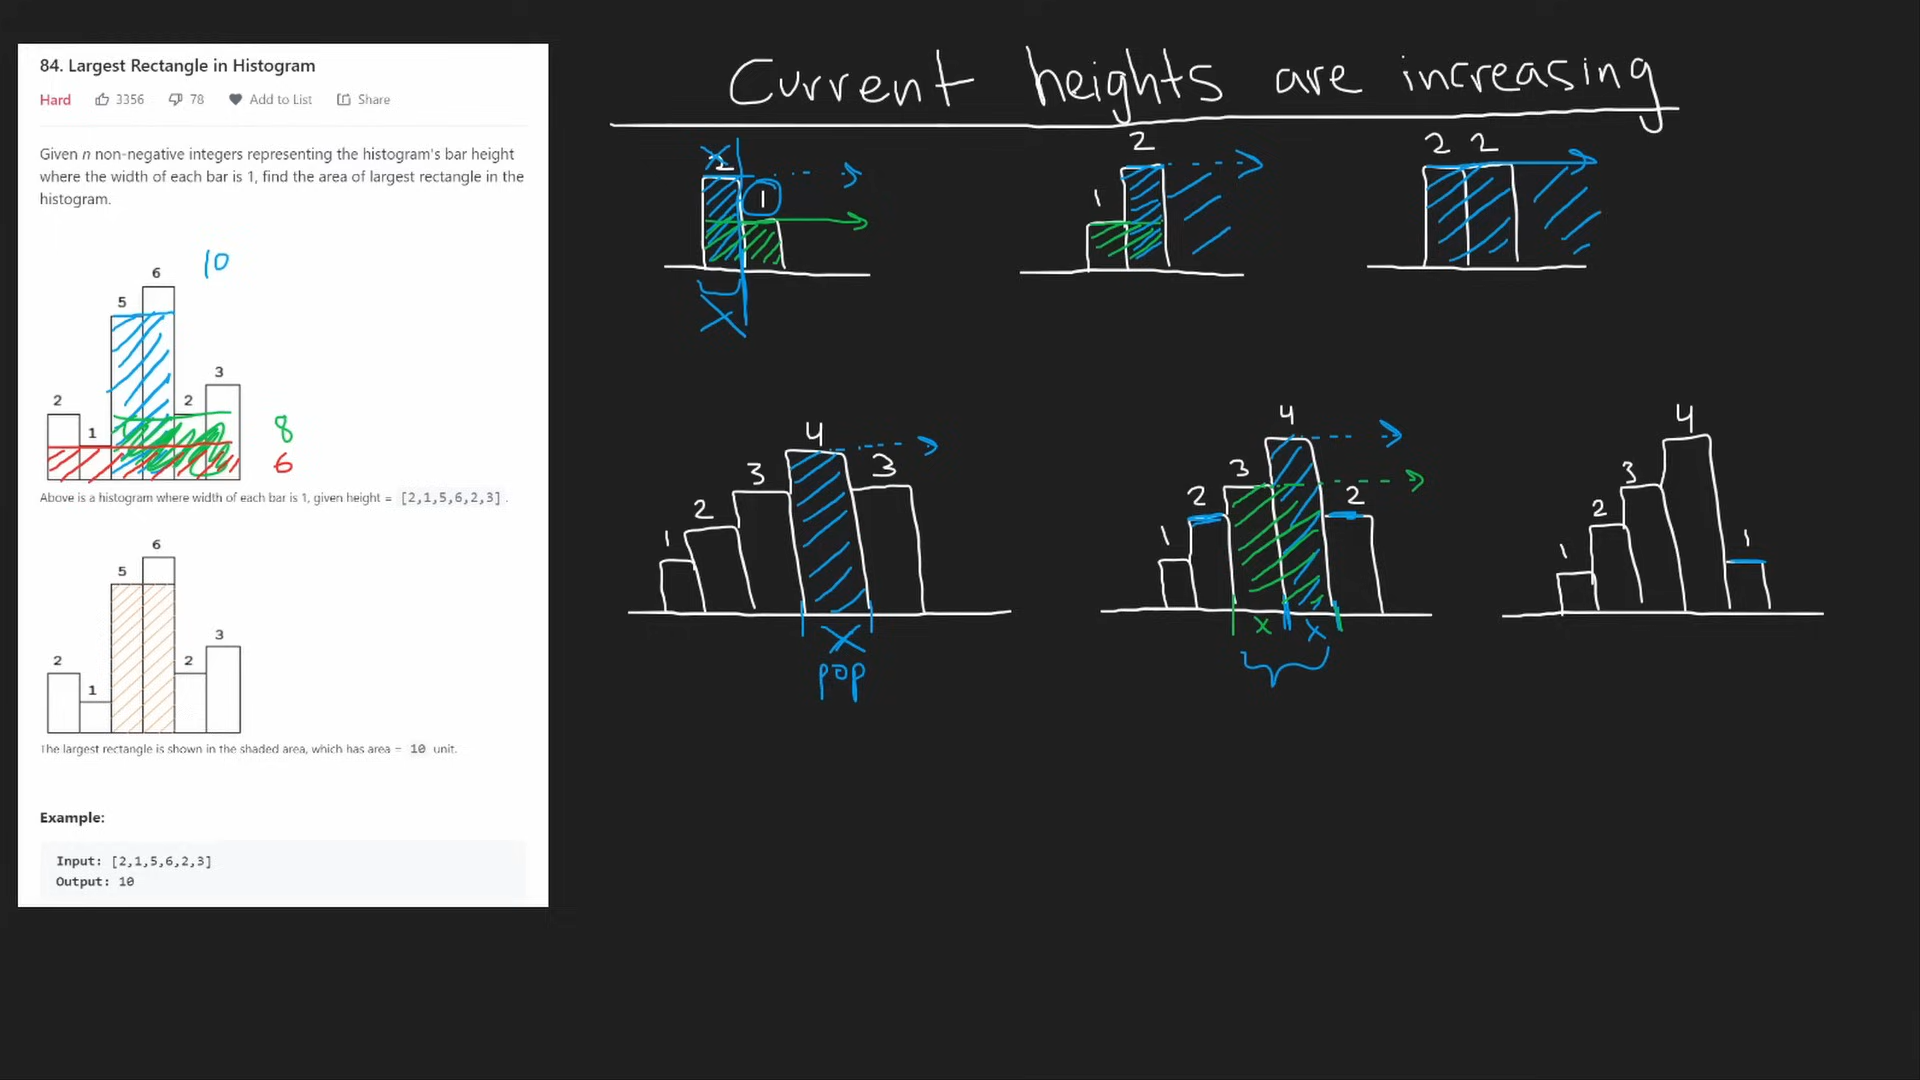 84. Largest Rectangle in Histogram
Hard 3356 78 Add to List Share
Given n non-negative integers representing the histogram's bar height
where the width of each bar is 1, find the area of largest rectangle in the
histogram.
10
6
5
3
2
2
1
8
6
Above is a histogram where width of each bar is 1, given height = [2,1,5,6,2,3] .
6
5
3
2
2
1
The largest rectangle is shown in the shaded area, which has area = 10 unit.
Example:
Input: [2,1,5,6,2,3]
Output: 10
Current heights are increasing
2
1
X
X
1
2
2 2
1
2
3
4
3
X
pop
1
2
3
4
2
x x
1
2
3
4
1